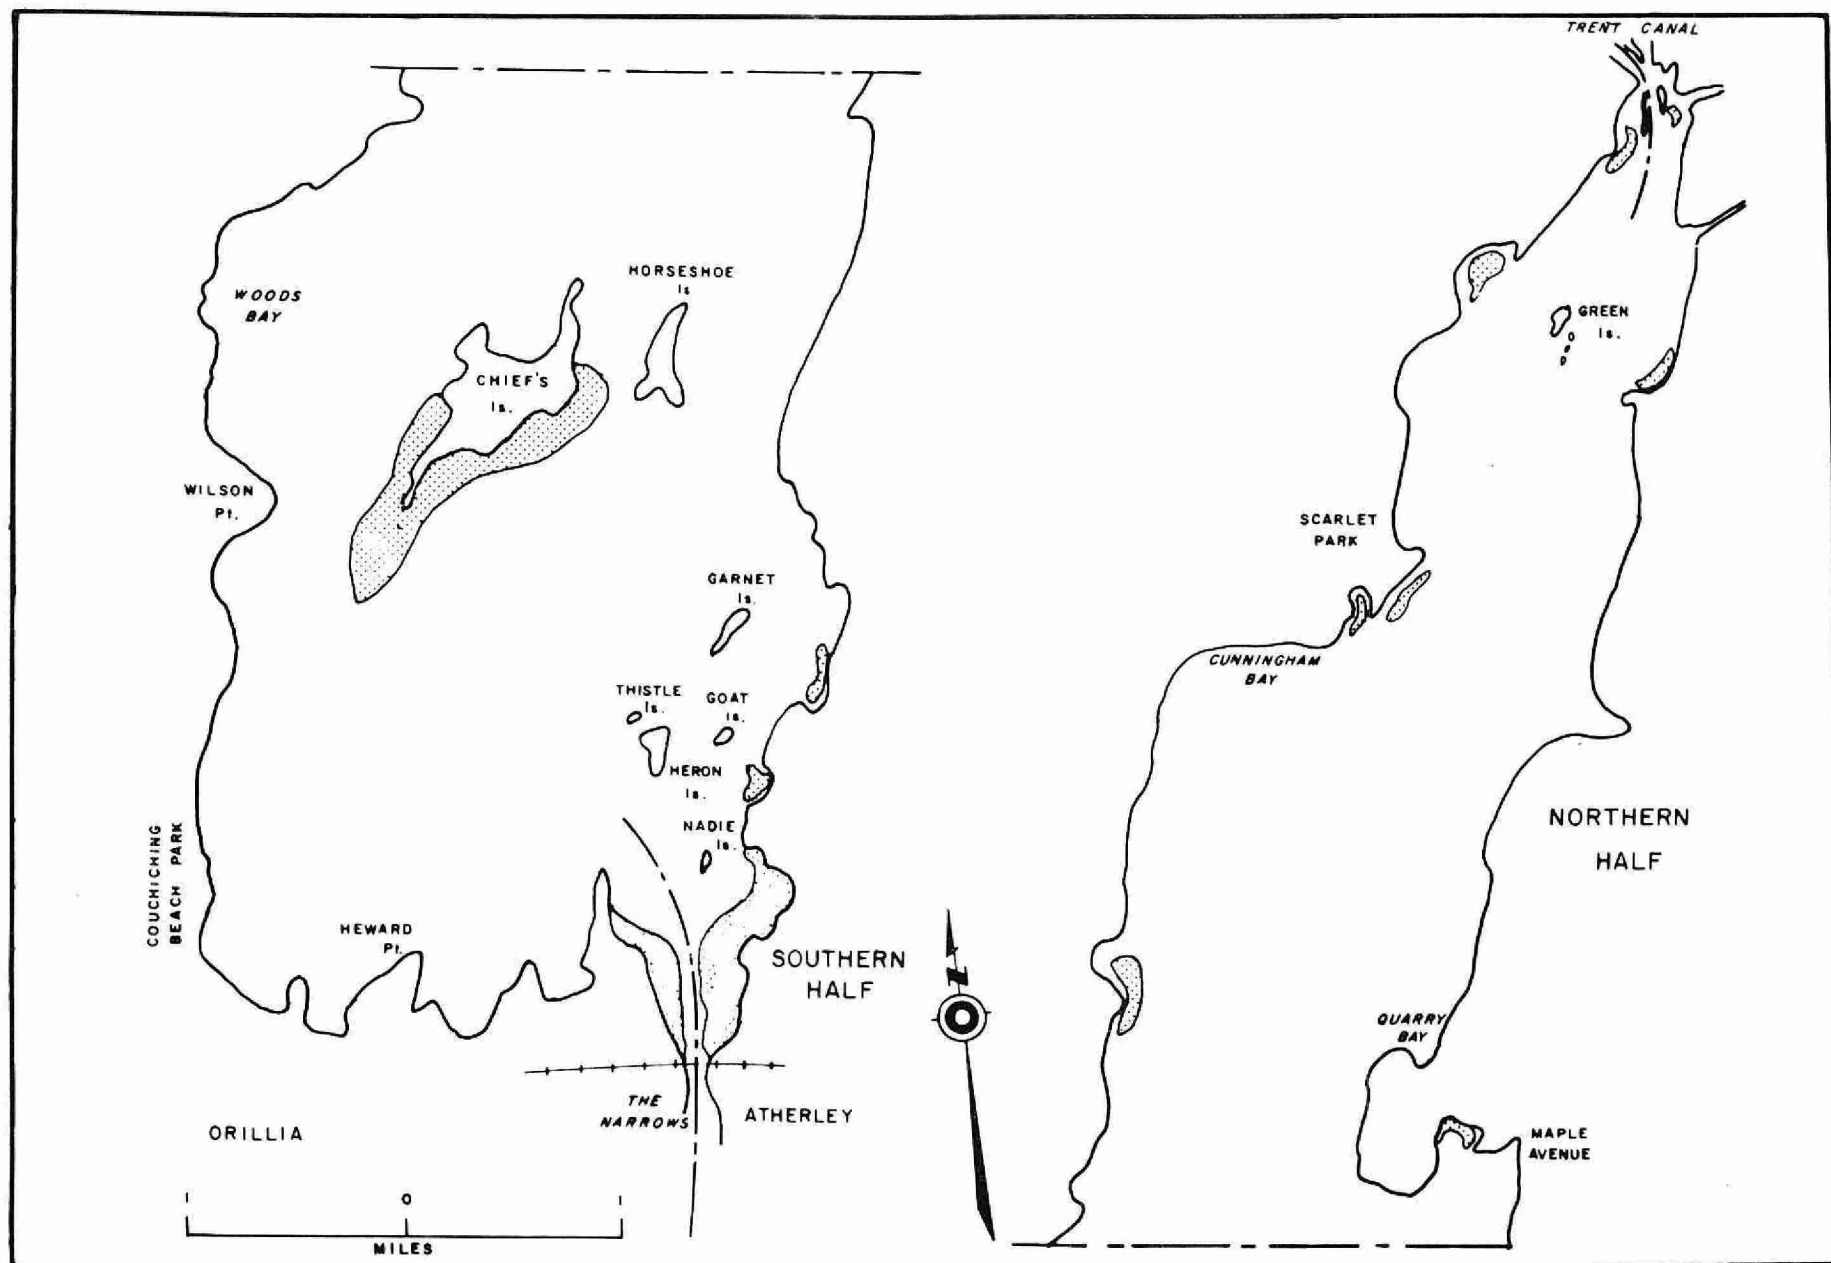 TRENT CANAL
HORSESHOE
Is
WOODS
BAY
CHIEF'S
Is.
WILSON
Pt.
GARNET
Is.
THISTLE
Is.
GOAT
Is.
HERON
Is.
NADIE
Is.
COUCHICHING
BEACH PARK
HEWARD
Pt.
SOUTHERN
HALF
THE
NARROWS
ATHERLEY
ORILLIA
1 0 1
MILES
N
GREEN
Is.
SCARLET
PARK
CUNNINGHAM
BAY
NORTHERN
HALF
QUARRY
BAY
MAPLE
AVENUE